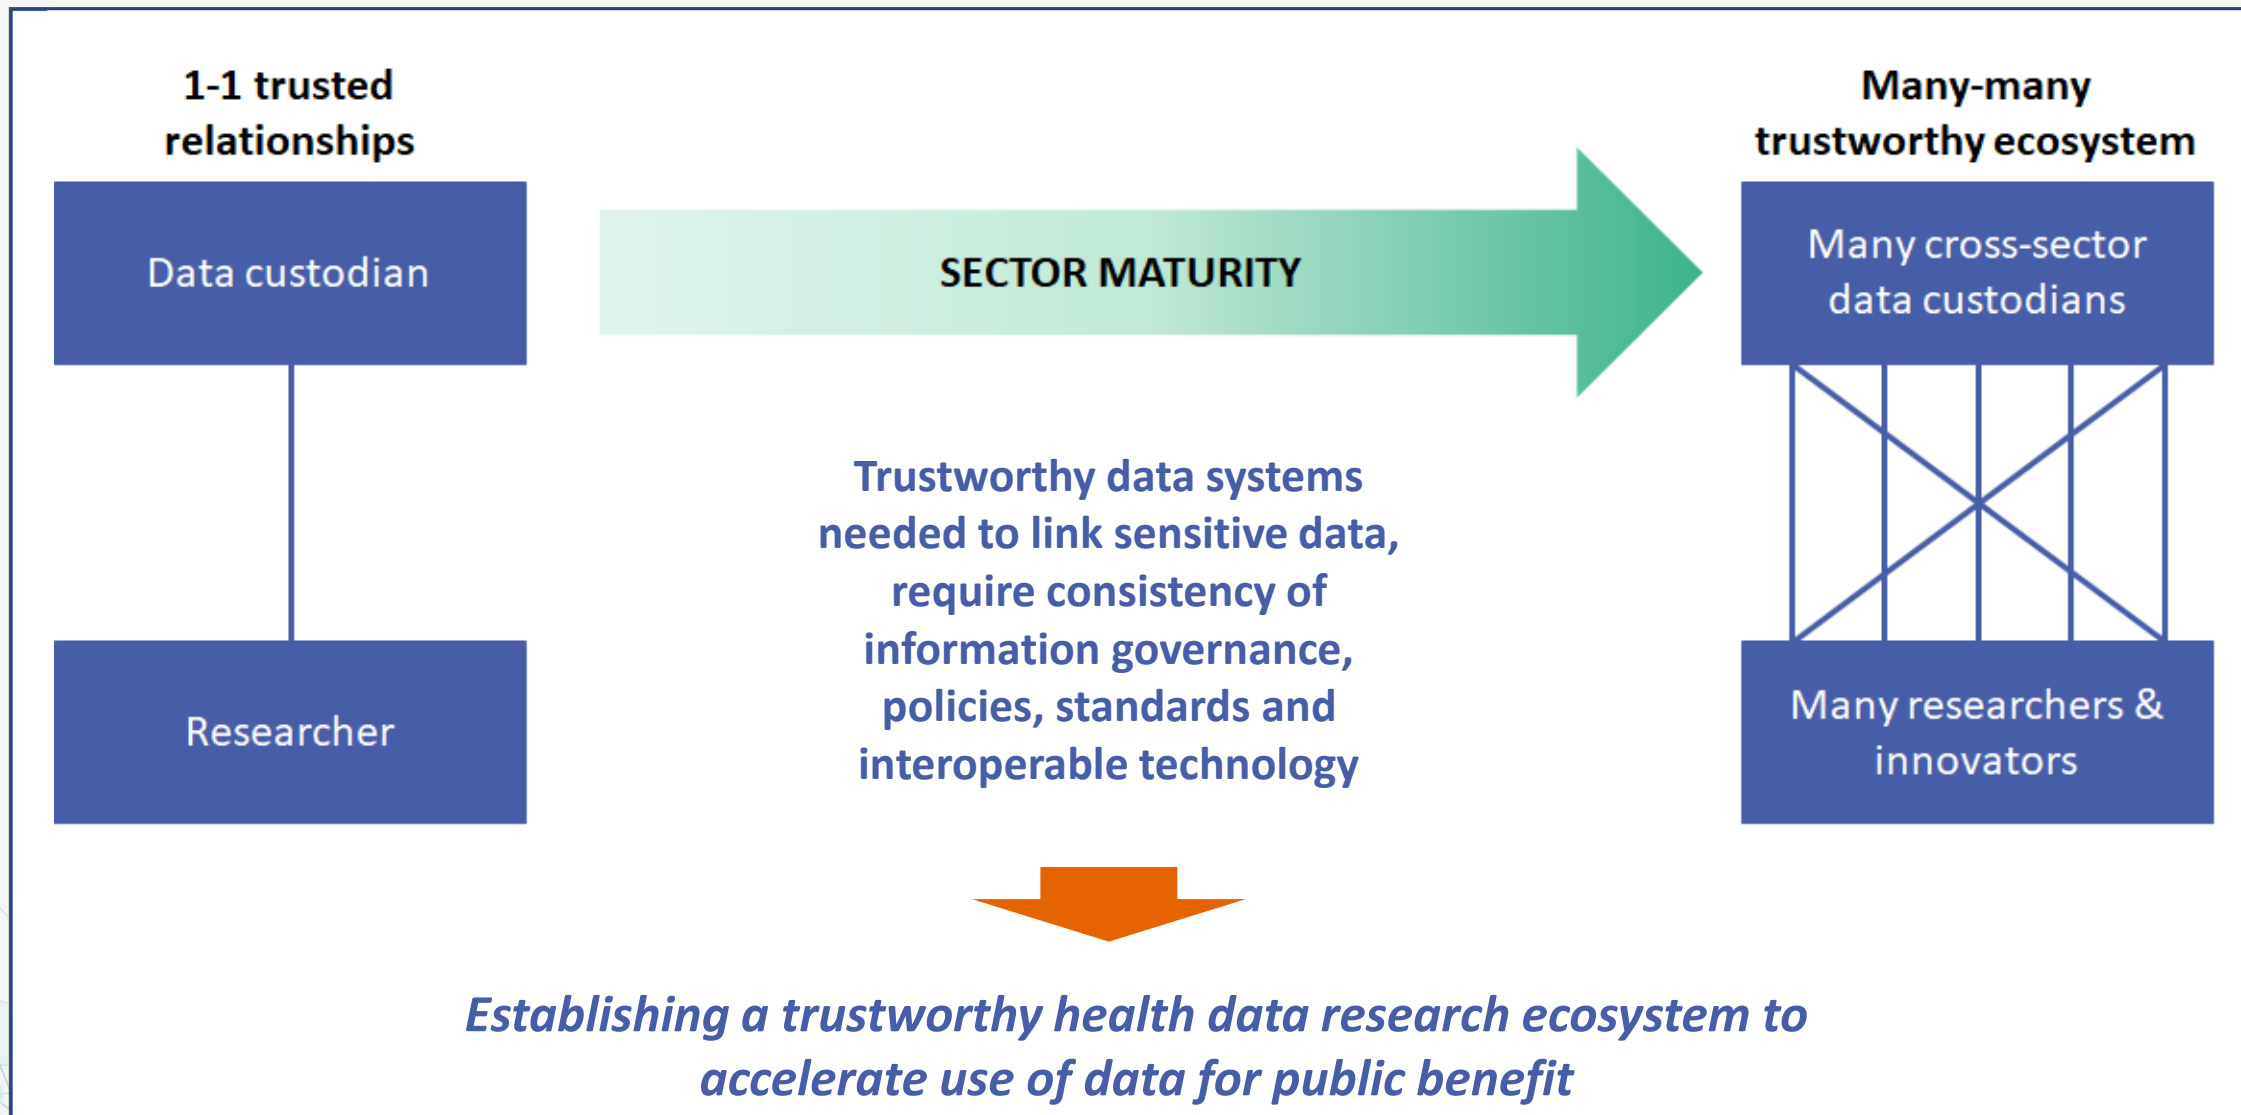 1-1 trusted
relationships
Data custodian
Researcher
SECTOR MATURITY
Trustworthy data systems
needed to link sensitive data,
require consistency of
information governance,
policies, standards and
interoperable technology
Many-many
trustworthy ecosystem
Many cross-sector
data custodians
Many researchers &
innovators
Establishing a trustworthy health data research ecosystem to
accelerate use of data for public benefit